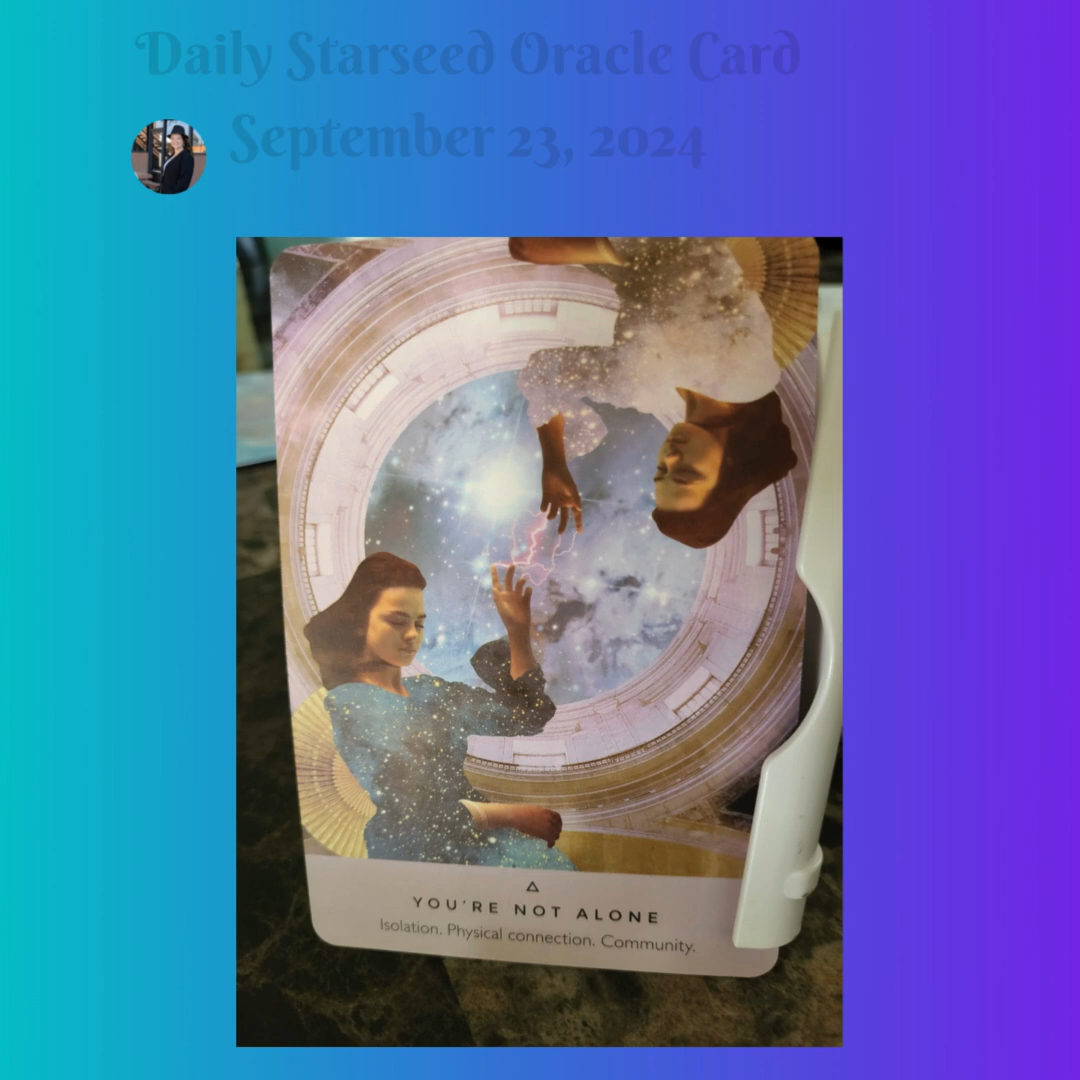 Daily Starseed Oracle Card
September 23, 2024
△
YOU'RE NOT ALONE
Isolation. Physical connection. Community.